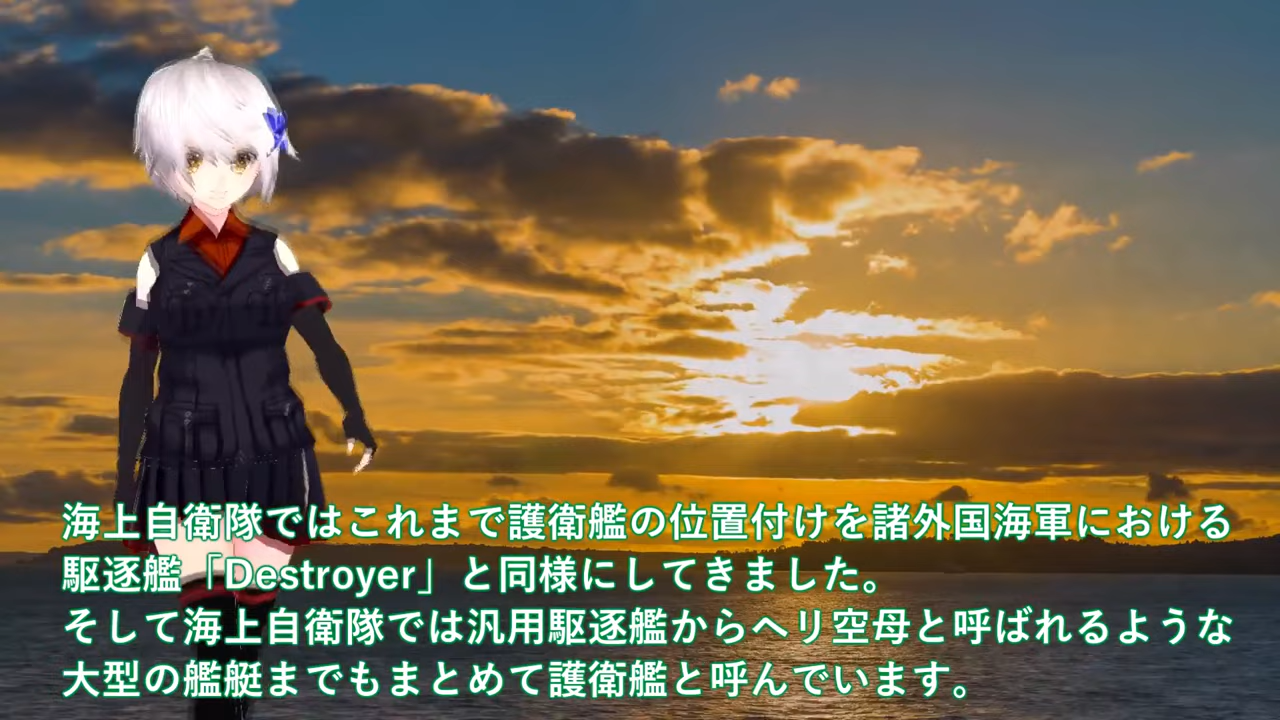 海上自衛隊ではこれまで護衛艦の位置付けを諸外国海軍における
駆逐艦「Destroyer」と同様にしてきました。
そして海上自衛隊では汎用駆逐艦からヘリ空母と呼ばれるような
大型の艦艇までもまとめて護衛艦と呼んでいます。